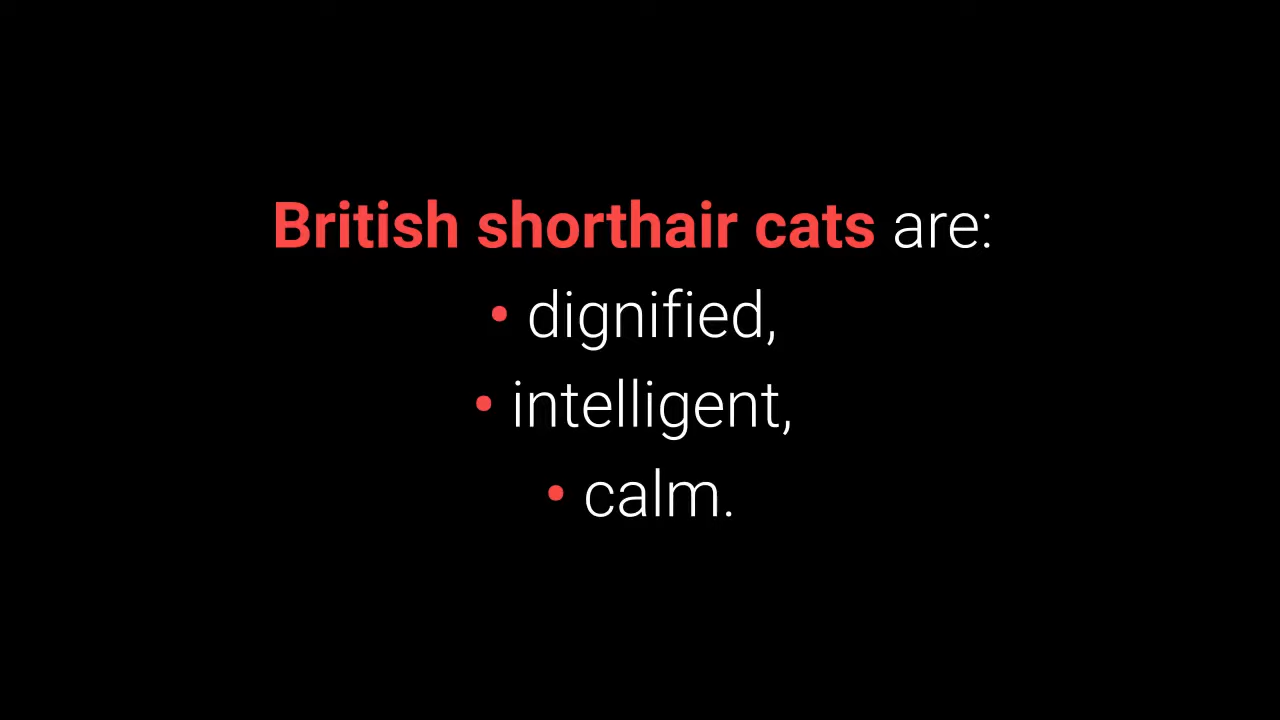 British shorthair cats are:
• dignified,
• intelligent,
• calm.